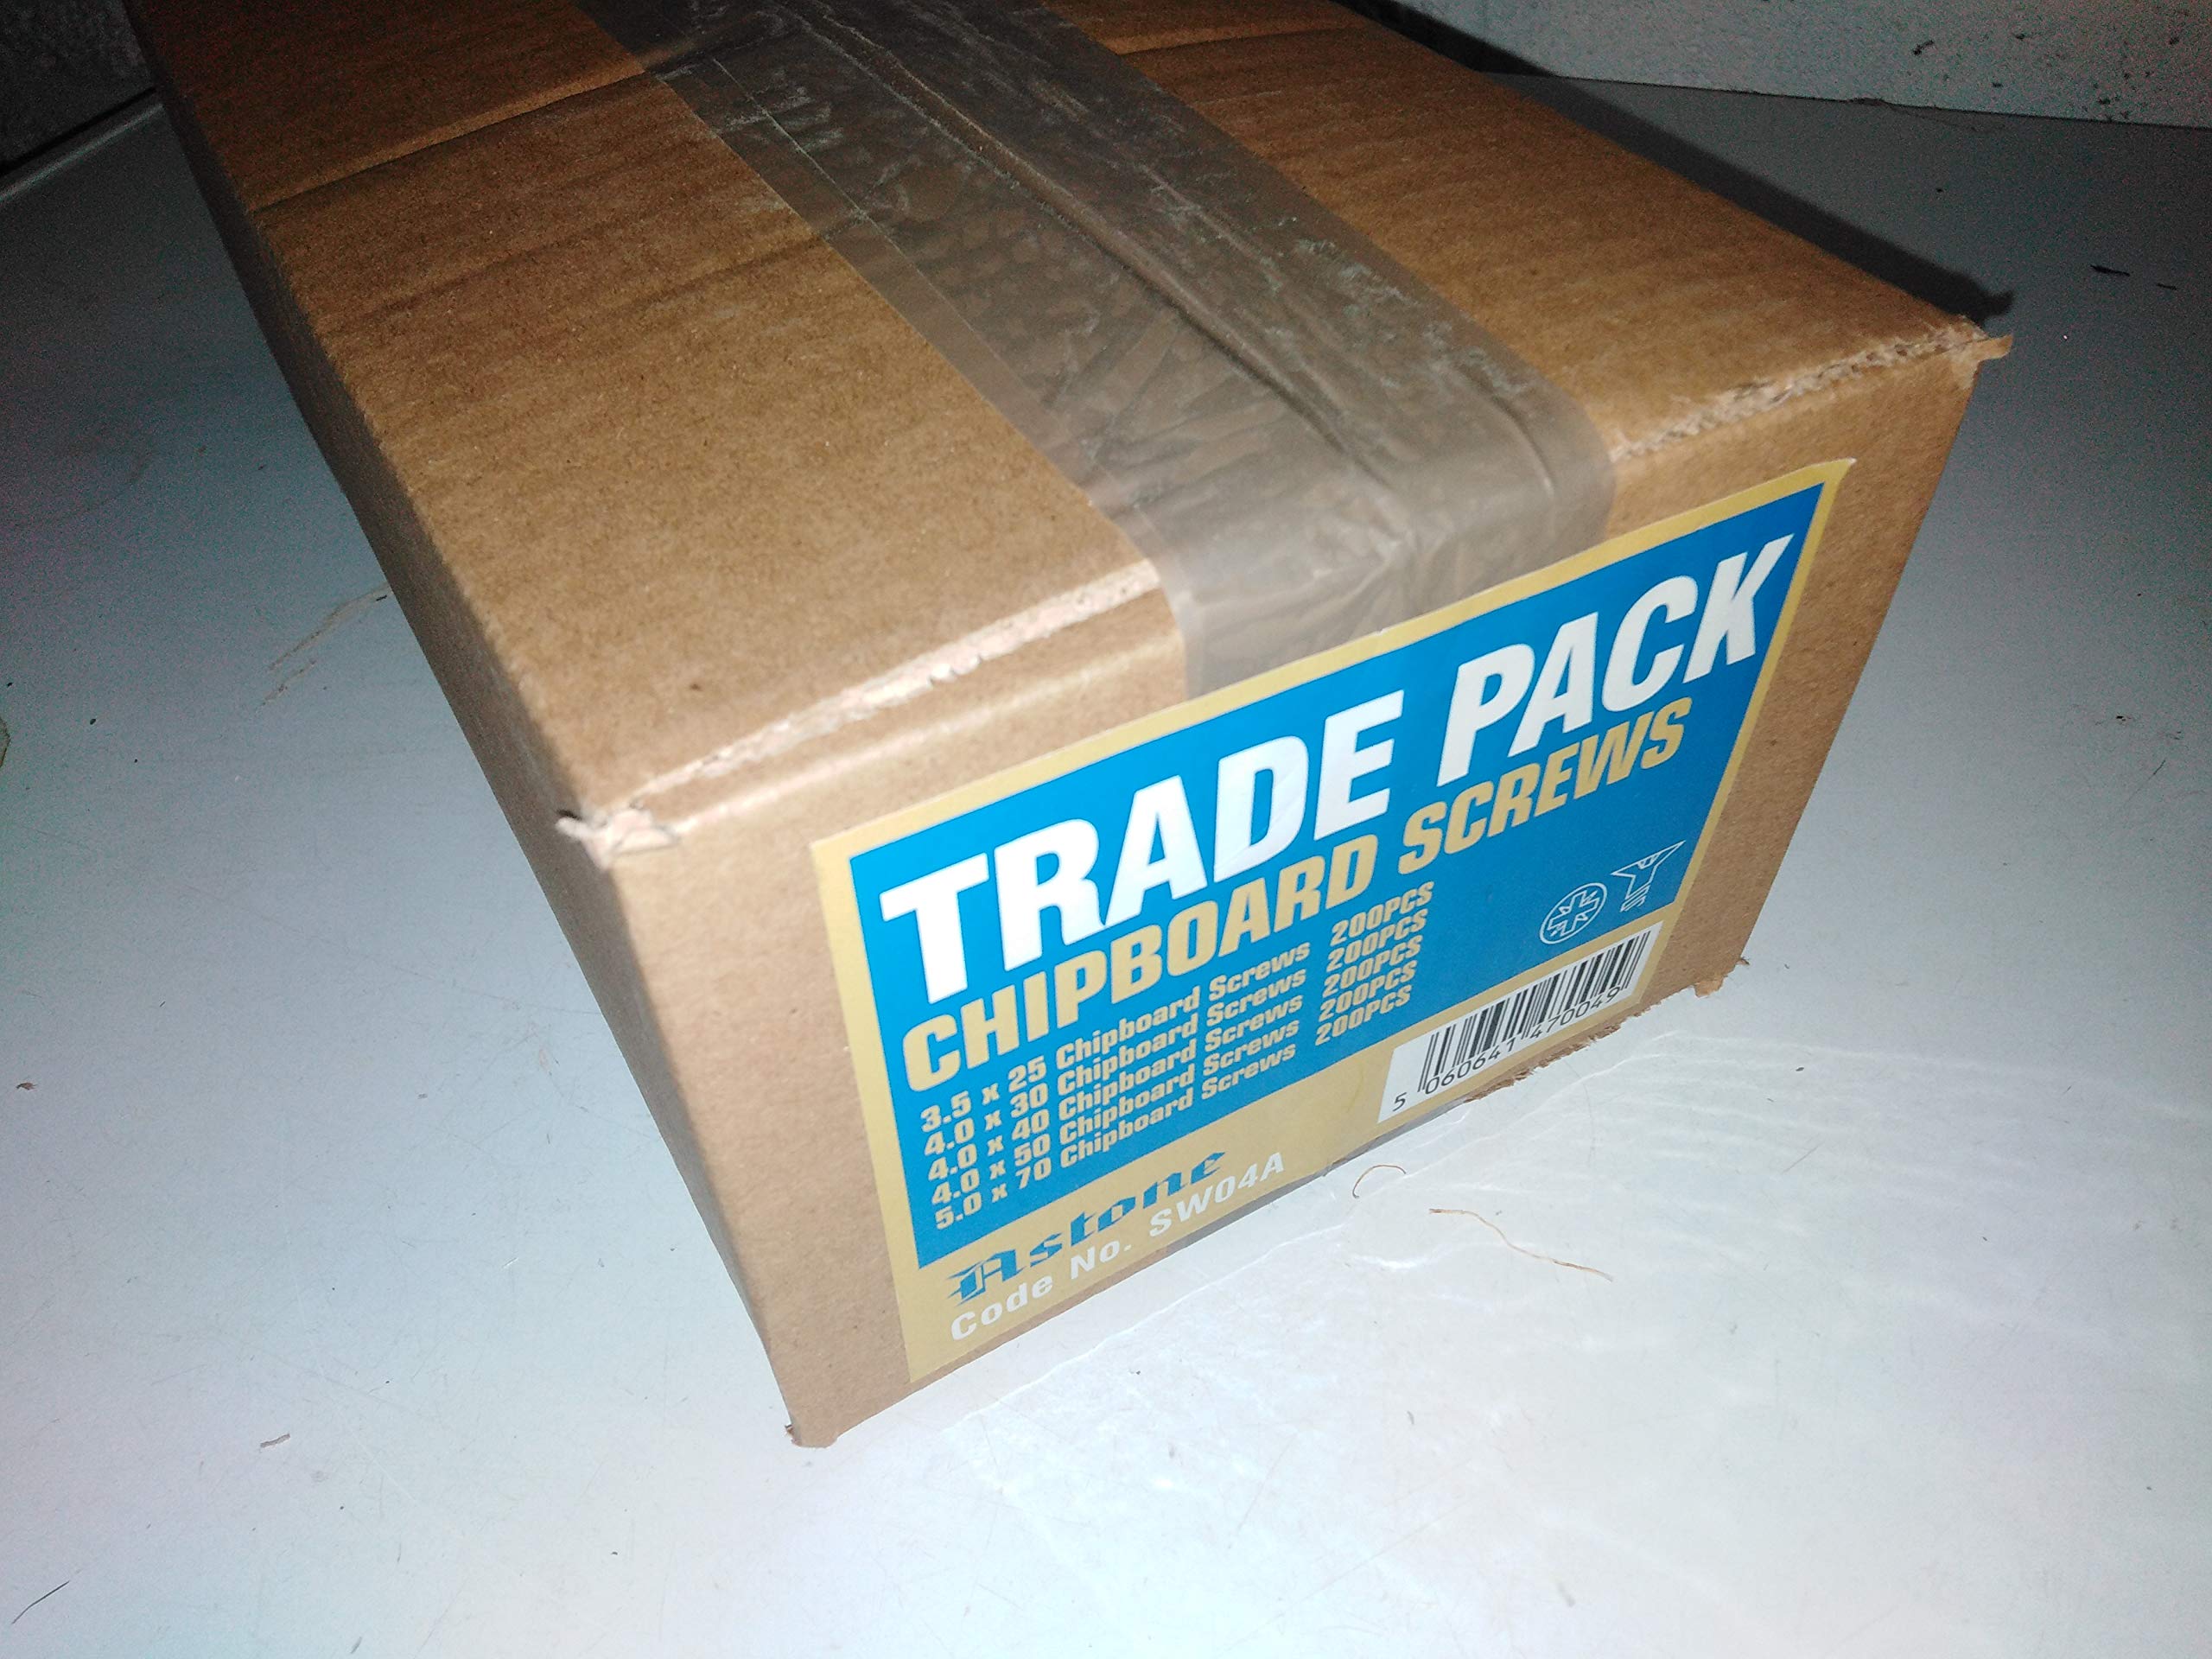 TRADE PACK
CHIPBOARD SCREWS
3.5 x 25 Chipboard Screws 200PCS
4.0 x 30 Chipboard Screws 200PCS
4.0 x 40 Chipboard Screws 200PCS
4.0 x 50 Chipboard Screws 200PCS
5.0 x 70 Chipboard Screws 200PCS
Astone
Code No. SW04A
5 060641 470049